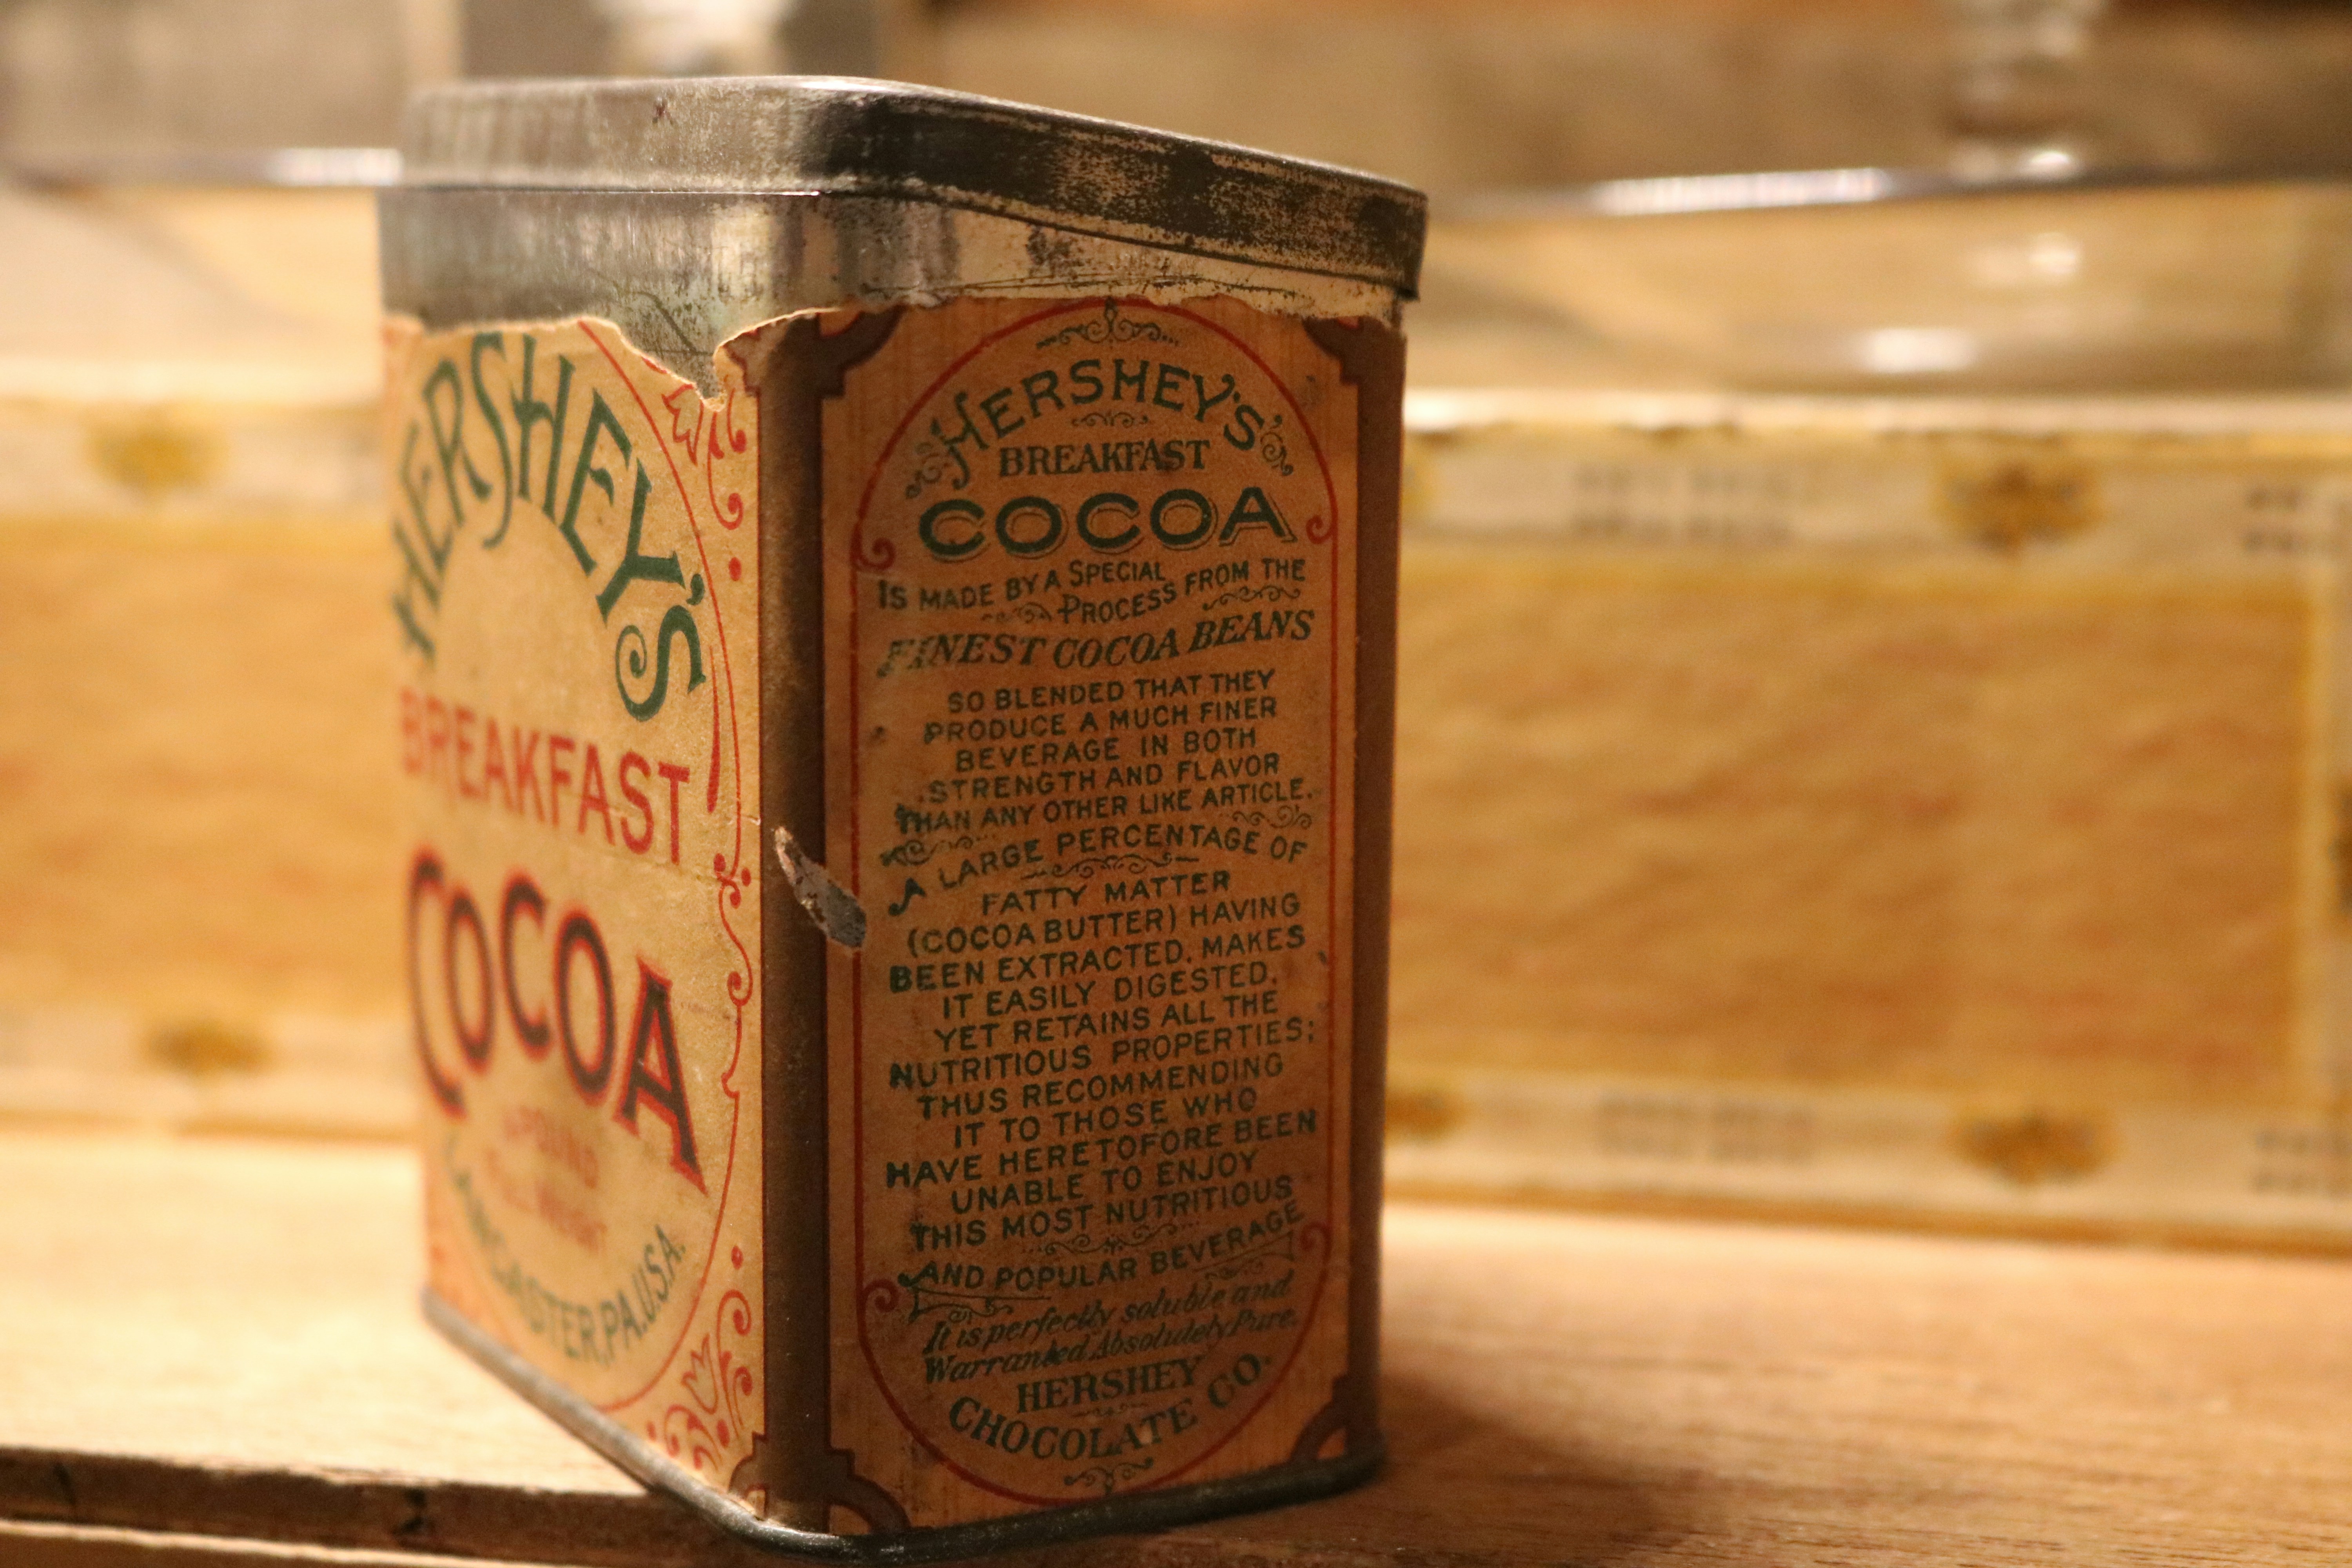 HERSHEY'S
BREAKFAST
COCOA
POUND
WEIGHT
LANCASTER, PA. U.S.A.
HERSHEY'S
BREAKFAST
COCOA
IS MADE BY A SPECIAL
PROCESS FROM THE
FINEST COCOA BEANS
SO BLENDED THAT THEY
PRODUCE A MUCH FINER
BEVERAGE IN BOTH
STRENGTH AND FLAVOR
THAN ANY OTHER LIKE ARTICLE.
A LARGE PERCENTAGE OF
FATTY MATTER
(COCOA BUTTER) HAVING
BEEN EXTRACTED, MAKES
IT EASILY DIGESTED,
YET RETAINS ALL THE
NUTRITIOUS PROPERTIES;
THUS RECOMMENDING
IT TO THOSE WHO
HAVE HERETOFORE BEEN
UNABLE TO ENJOY
THIS MOST NUTRITIOUS
AND POPULAR BEVERAGE
It is perfectly soluble and
Warranted Absolutely Pure.
HERSHEY
CHOCOLATE CO.